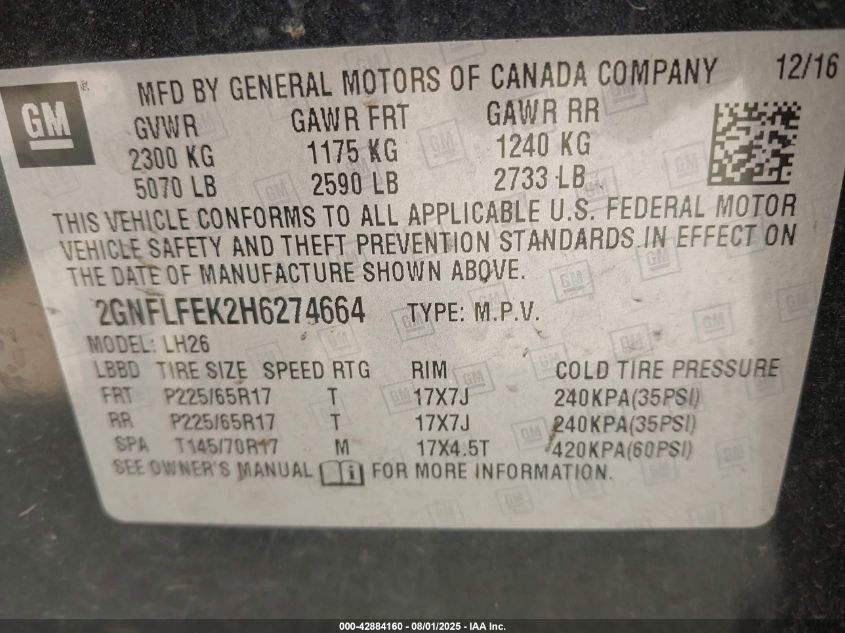 GM ® MFD BY GENERAL MOTORS OF CANADA COMPANY 12/16
GVWR GAWR FRT GAWR RR
2300 KG 1175 KG 1240 KG
5070 LB 2590 LB 2733 LB
THIS VEHICLE CONFORMS TO ALL APPLICABLE U.S. FEDERAL MOTOR
VEHICLE SAFETY AND THEFT PREVENTION STANDARDS IN EFFECT ON
THE DATE OF MANUFACTURE SHOWN ABOVE.
2GNFLFEK2H6274664 TYPE: M.P.V.
MODEL: LH26
LBBD TIRE SIZE SPEED RTG RIM COLD TIRE PRESSURE
FRT P225/65R17 T 17X7J 240KPA(35PSI)
RR P225/65R17 T 17X7J 240KPA(35PSI)
SPA T145/70R17 M 17X4.5T 420KPA(60PSI)
SEE OWNER'S MANUAL FOR MORE INFORMATION.
000-42884160 - 08/01/2025 - IAA Inc.